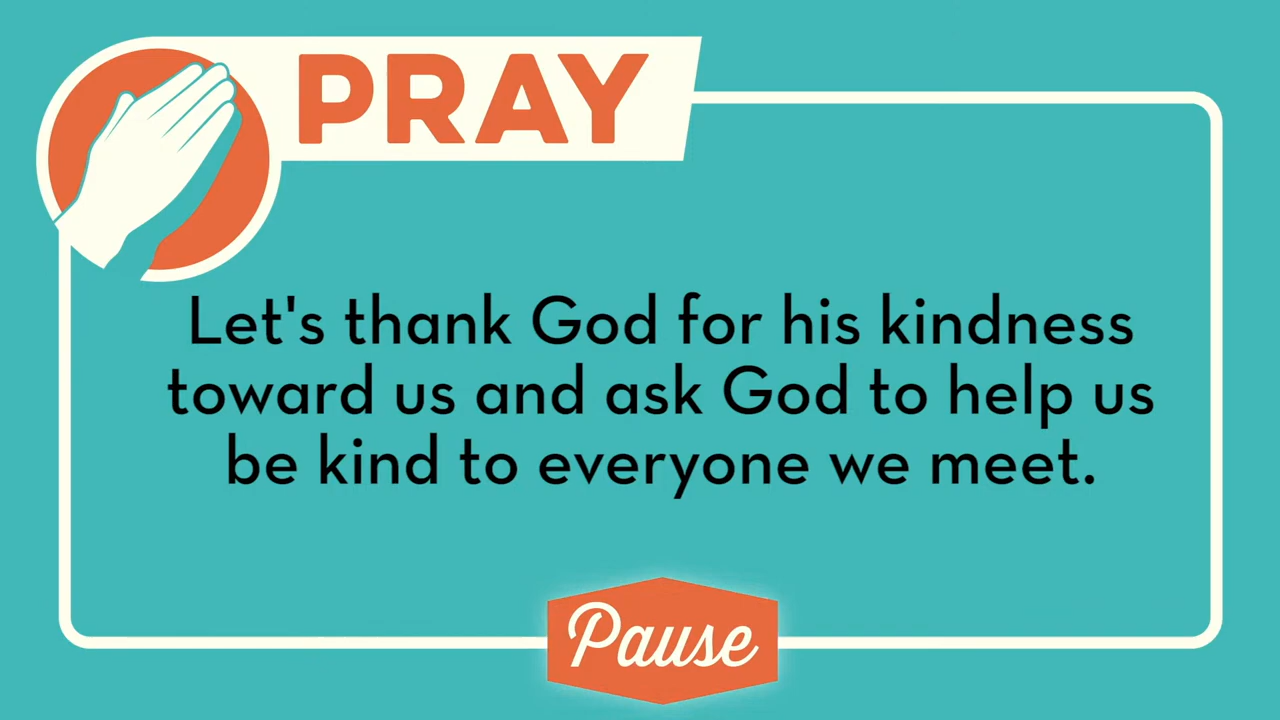 PRAY
Let's thank God for his kindness
toward us and ask God to help us
be kind to everyone we meet.
Pause